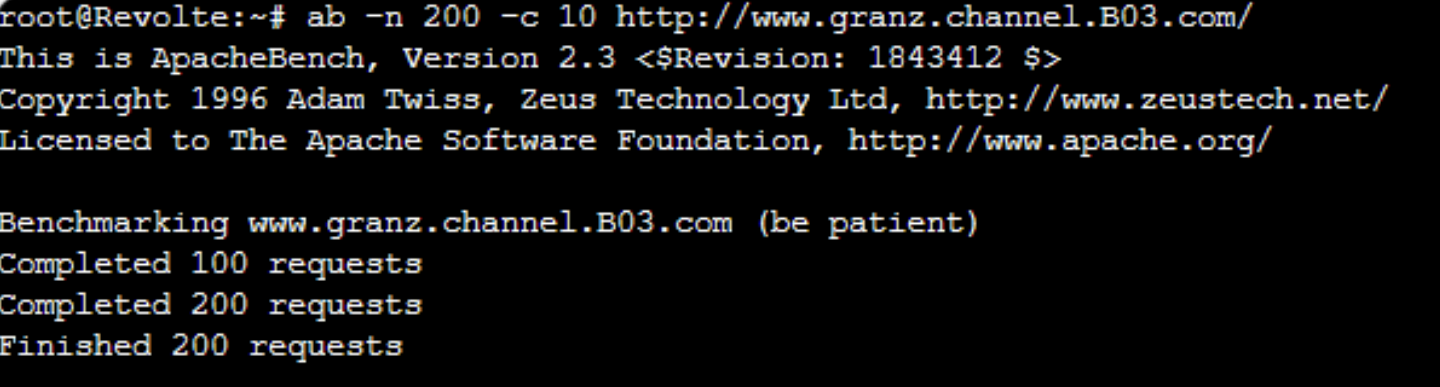 root@Revolte:~# ab -n 200 -c 10 http://www.granz.channel.B03.com/
This is ApacheBench, Version 2.3 <$Revision: 1843412 $>
Copyright 1996 Adam Twiss, Zeus Technology Ltd, http://www.zeustech.net/
Licensed to The Apache Software Foundation, http://www.apache.org/
Benchmarking www.granz.channel.B03.com (be patient)
Completed 100 requests
Completed 200 requests
Finished 200 requests